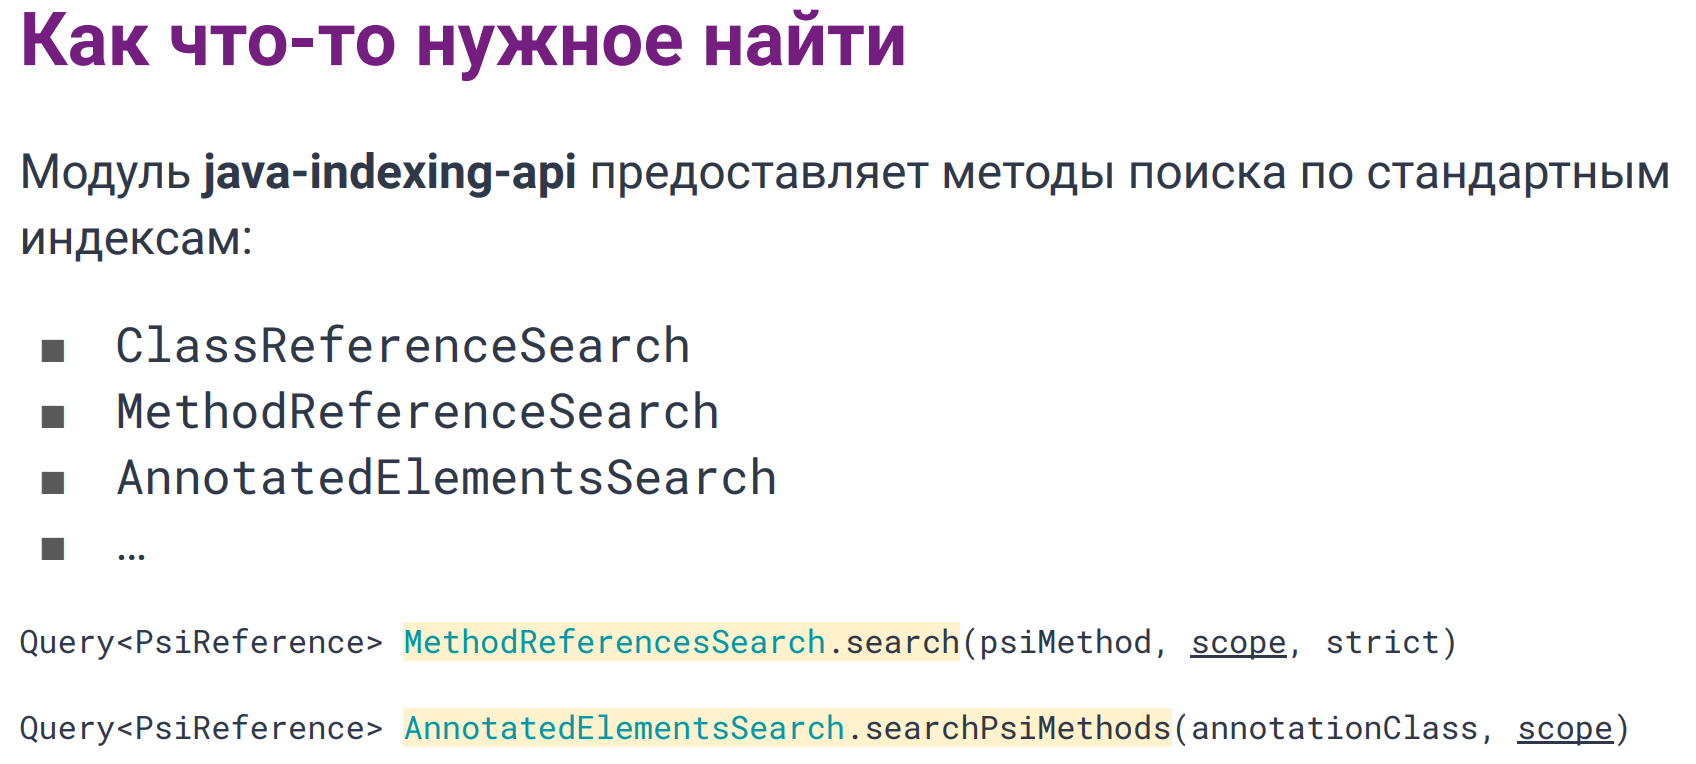 Как что-то нужное найти
Модуль java-indexing-api предоставляет методы поиска по стандартным
индексам:
■ ClassReferenceSearch
■ MethodReferenceSearch
■ AnnotatedElementsSearch
■ …
Query<PsiReference> MethodReferencesSearch.search(psiMethod, scope, strict)
Query<PsiReference> AnnotatedElementsSearch.searchPsiMethods(annotationClass, scope)